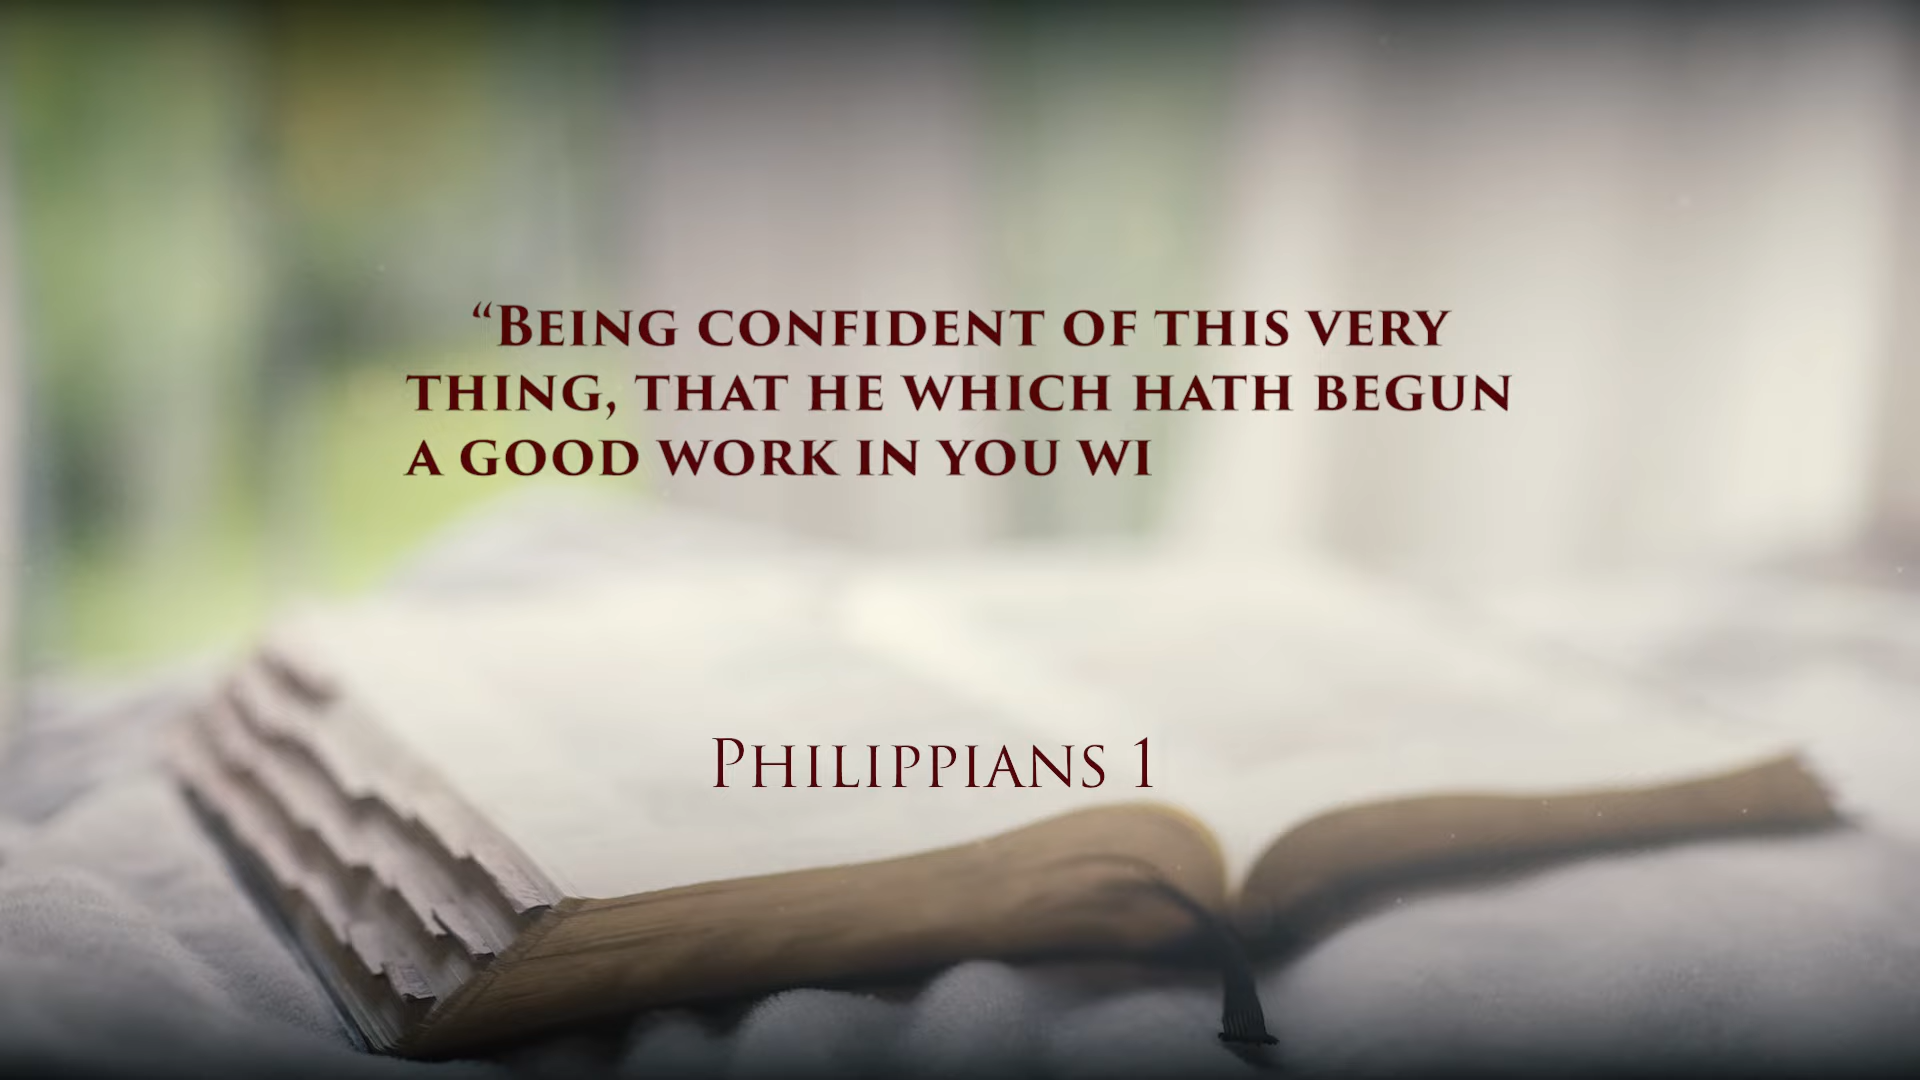 “Being confident of this very
thing, that he which hath begun
a good work in you wi
Philippians 1